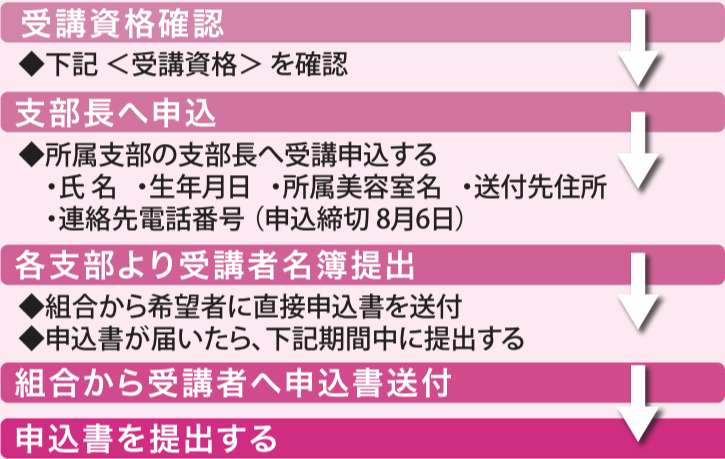 受講資格確認
◆下記 ＜受講資格＞ を確認
支部長へ申込
◆所属支部の支部長へ受講申込する
・氏 名 ・生年月日 ・所属美容室名 ・送付先住所
・連絡先電話番号（申込締切 8月6日）
各支部より受講者名簿提出
◆組合から希望者に直接申込書を送付
◆申込書が届いたら、下記期間中に提出する
組合から受講者へ申込書送付
申込書を提出する